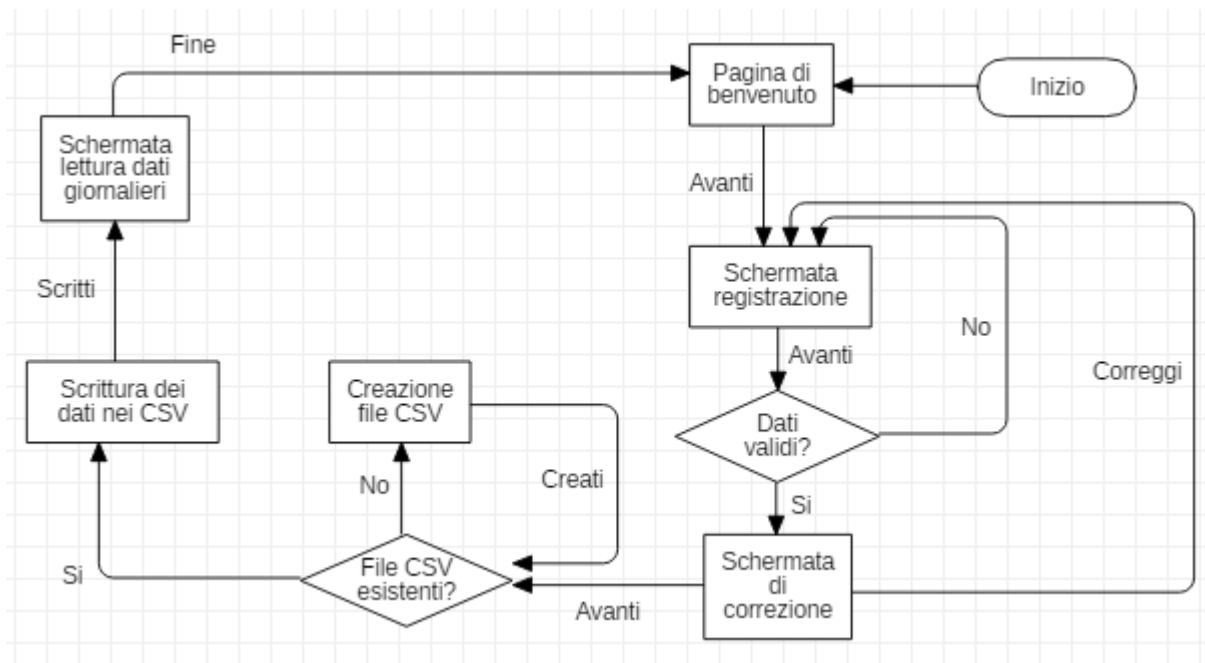 Fine
Pagina di
benvenuto
Inizio
Schermata
lettura dati
giornalieri
Avanti
Schermata
registrazione
Scritti
No
Avanti
Correggi
Scrittura dei
dati nei CSV
Creazione
file CSV
Dati
validi?
No
Creati
Si
File CSV
esistenti?
Schermata
di
correzione
Si
Avanti